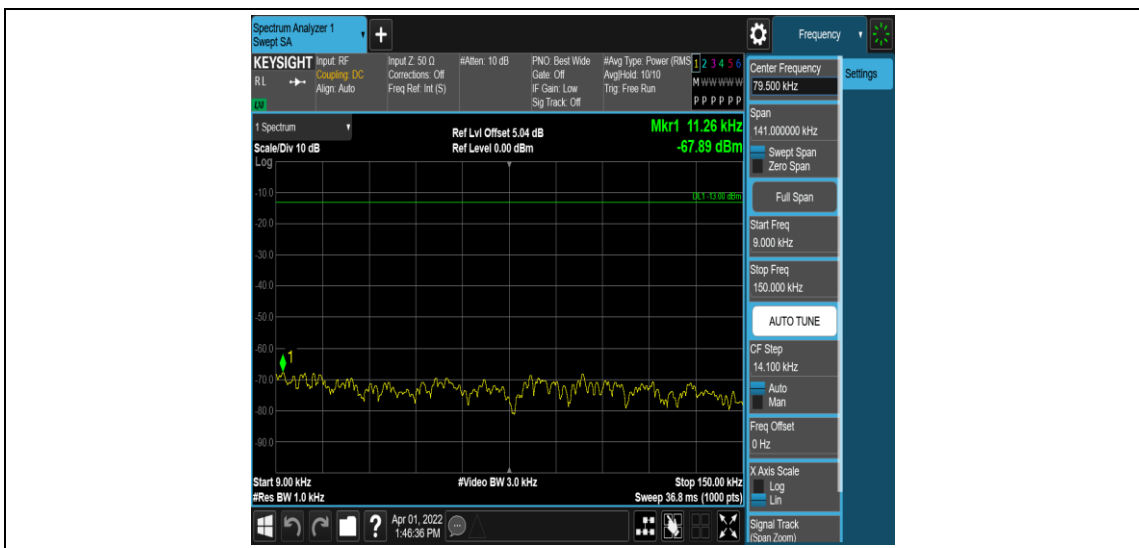 Spectrum Analyzer 1
Swept SA
+
Frequency
KEYSIGHT
RL
LXI
Input: RF
Coupling: DC
Align: Auto
Input Z: 50 Ω
Corrections: Off
Freq Ref: Int (S)
#Atten: 10 dB
PNO: Best Wide
Gate: Off
IF Gain: Low
Sig Track: Off
#Avg Type: Power (RMS
Avg|Hold: 10/10
Trig: Free Run
1 2 3 4 5 6
M W W W W W
P P P P P P
Center Frequency
79.500 kHz
Settings
Span
141.000000 kHz
Swept Span
Zero Span
Full Span
Start Freq
9.000 kHz
Stop Freq
150.000 kHz
AUTO TUNE
CF Step
14.100 kHz
Auto
Man
Freq Offset
0 Hz
X Axis Scale
Log
Lin
Signal Track
(Span Zoom)
1 Spectrum
Scale/Div 10 dB
Log
Ref Lvl Offset 5.04 dB
Ref Level 0.00 dBm
Mkr1 11.26 kHz
-67.89 dBm
DL1 -13.00 dBm
-10.0
-20.0
-30.0
-40.0
-50.0
-60.0
1
-70.0
-80.0
-90.0
Start 9.00 kHz
#Res BW 1.0 kHz
#Video BW 3.0 kHz
Stop 150.00 kHz
Sweep 36.8 ms (1000 pts)
?
Apr 01, 2022
1:46:36 PM